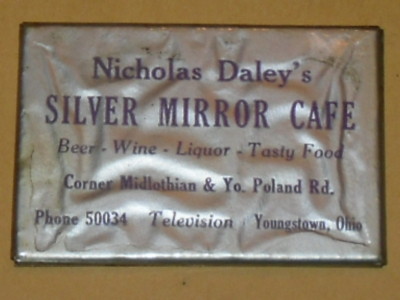 Nicholas Daley's
SILVER MIRROR CAFE
Beer - Wine - Liquor - Tasty Food
Corner Midlothian & Yo. Poland Rd.
Phone 50034 Television Youngstown, Ohio